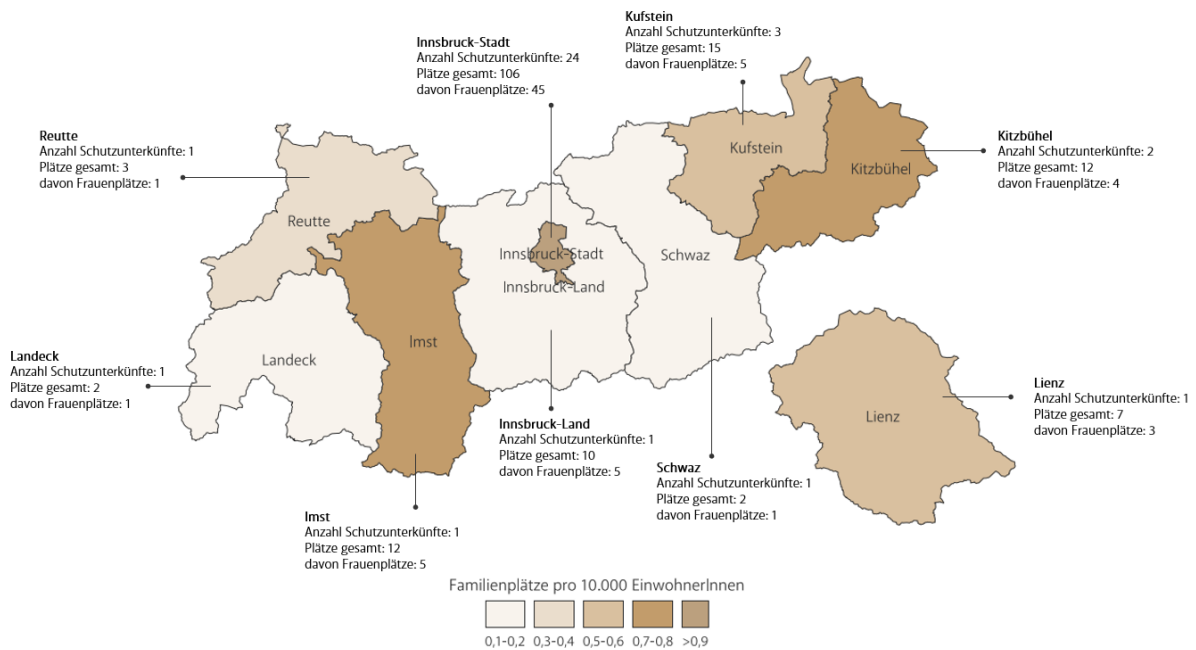 Kufstein
Anzahl Schutzunterkünfte: 3
Plätze gesamt: 15
davon Frauenplätze: 5
Innsbruck-Stadt
Anzahl Schutzunterkünfte: 24
Plätze gesamt: 106
davon Frauenplätze: 45
Reutte
Anzahl Schutzunterkünfte: 1
Plätze gesamt: 3
davon Frauenplätze: 1
Kitzbühel
Anzahl Schutzunterkünfte: 2
Plätze gesamt: 12
davon Frauenplätze: 4
Kufstein
Kitzbühel
Reutte
Innsbruck-Stadt
Schwaz
Innsbruck-Land
Imst
Landeck
Lienz
Landeck
Anzahl Schutzunterkünfte: 1
Plätze gesamt: 2
davon Frauenplätze: 1
Lienz
Anzahl Schutzunterkünfte: 1
Plätze gesamt: 7
davon Frauenplätze: 3
Innsbruck-Land
Anzahl Schutzunterkünfte: 1
Plätze gesamt: 10
davon Frauenplätze: 5
Schwaz
Anzahl Schutzunterkünfte: 1
Plätze gesamt: 2
davon Frauenplätze: 1
Imst
Anzahl Schutzunterkünfte: 1
Plätze gesamt: 12
davon Frauenplätze: 5
Familienplätze pro 10.000 EinwohnerInnen
0,1-0,2 0,3-0,4 0,5-0,6 0,7-0,8 >0,9